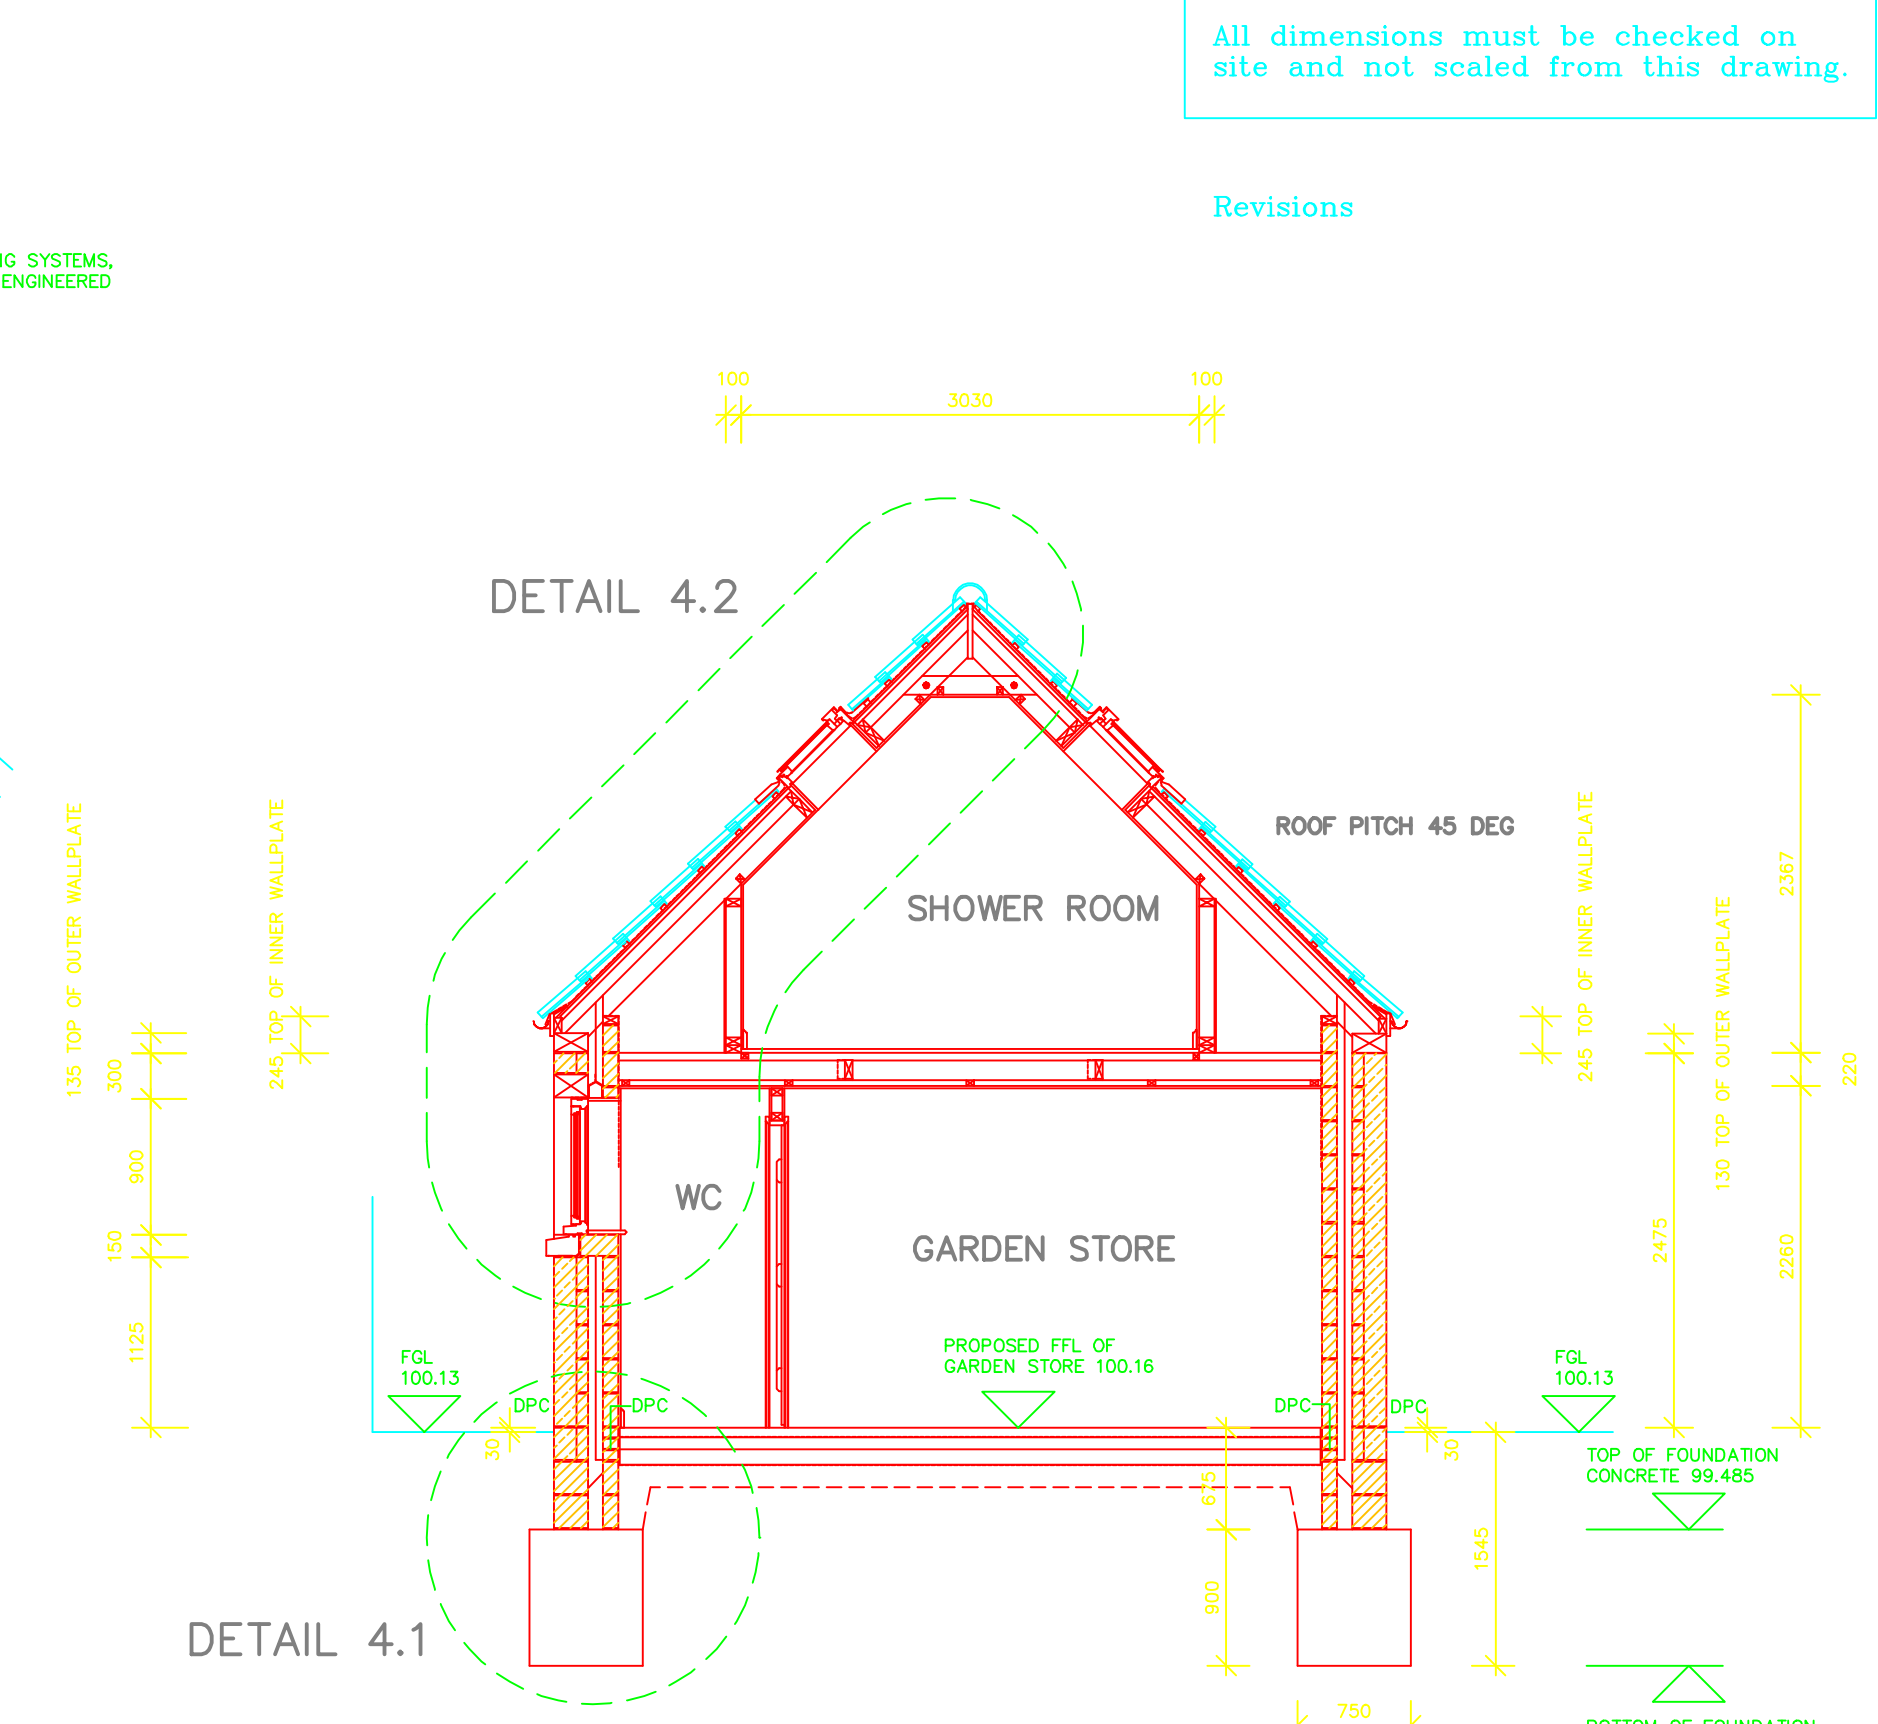 All dimensions must be checked on
site and not scaled from this drawing.
Revisions
G SYSTEMS,
ENGINEERED
100
3030
100
DETAIL 4.2
ROOF PITCH 45 DEG
SHOWER ROOM
135 TOP OF OUTER WALLPLATE
245 TOP OF INNER WALLPLATE
245 TOP OF INNER WALLPLATE
130 TOP OF OUTER WALLPLATE
2367
220
300
900
150
1125
WC
GARDEN STORE
2475
2260
PROPOSED FFL OF
GARDEN STORE 100.16
FGL
100.13
FGL
100.13
DPC
DPC
DPC
DPC
30
30
TOP OF FOUNDATION
CONCRETE 99.485
675
900
1545
DETAIL 4.1
750
BOTTOM OF FOUNDATION